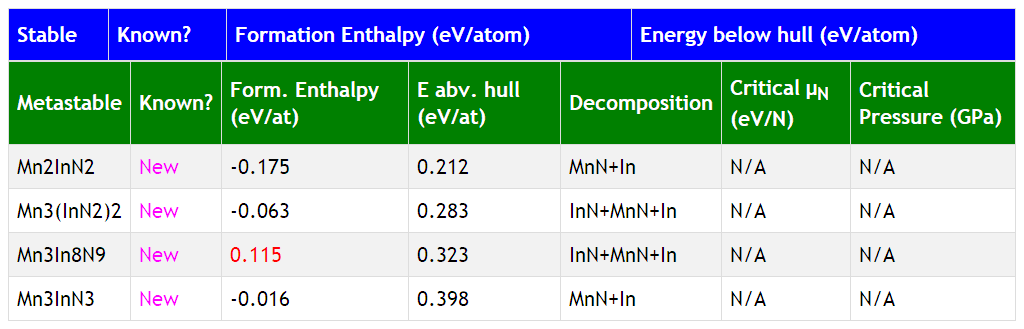 Stable Known? Formation Enthalpy (eV/atom) Energy below hull (eV/atom)
Metastable Known? Form. Enthalpy (eV/at) E abv. hull (eV/at) Decomposition Critical μN (eV/N) Critical Pressure (GPa)
Mn2InN2 New -0.175 0.212 MnN+In N/A N/A
Mn3(InN2)2 New -0.063 0.283 InN+MnN+In N/A N/A
Mn3In8N9 New 0.115 0.323 InN+MnN+In N/A N/A
Mn3InN3 New -0.016 0.398 MnN+In N/A N/A